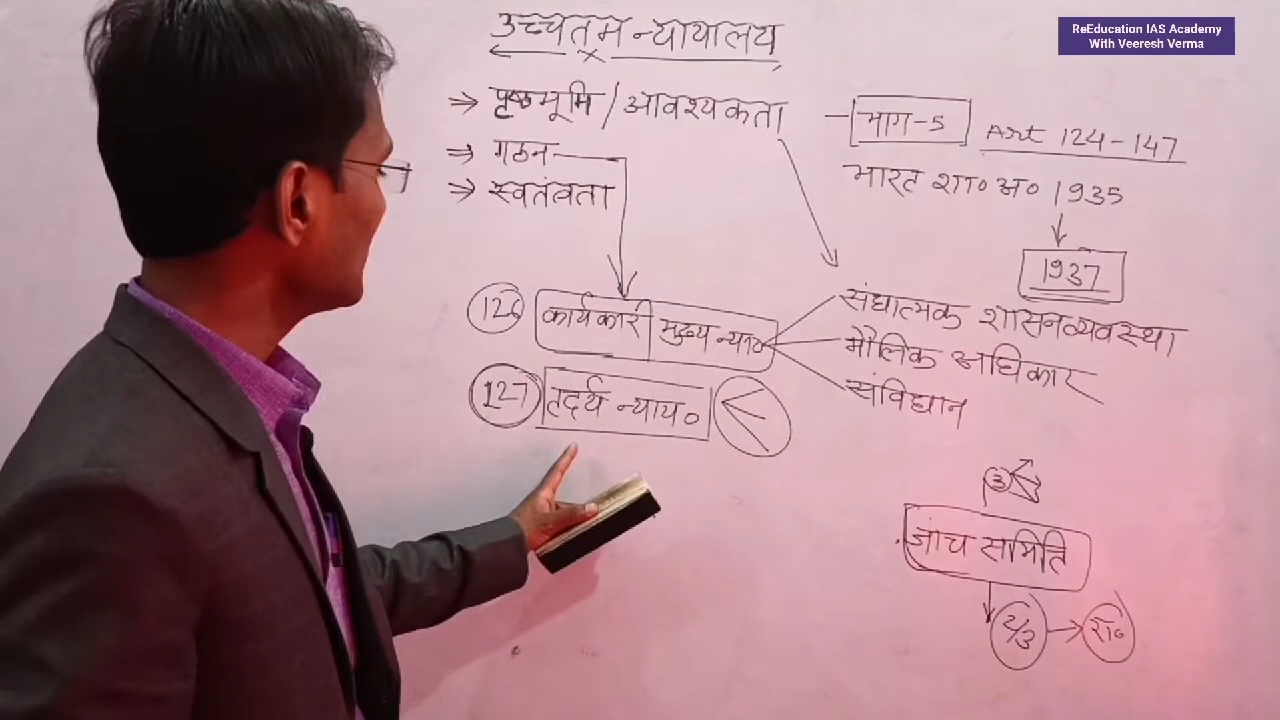 ReEducation IAS Academy
With Veeresh Verma
उच्चतम न्यायालय
⇒ पृष्ठभूमि / आवश्यकता
⇒ गठन
⇒ स्वतंत्रता
भाग-5 Art 124-147
भारत शा० अ० 1935
1937
126 कार्यकारी मुख्य न्या०
127 तदर्थ न्याय०
संघात्मक शासनव्यवस्था
मौलिक अधिकार
संविधान
3
जांच समिति
2/3 → रा०